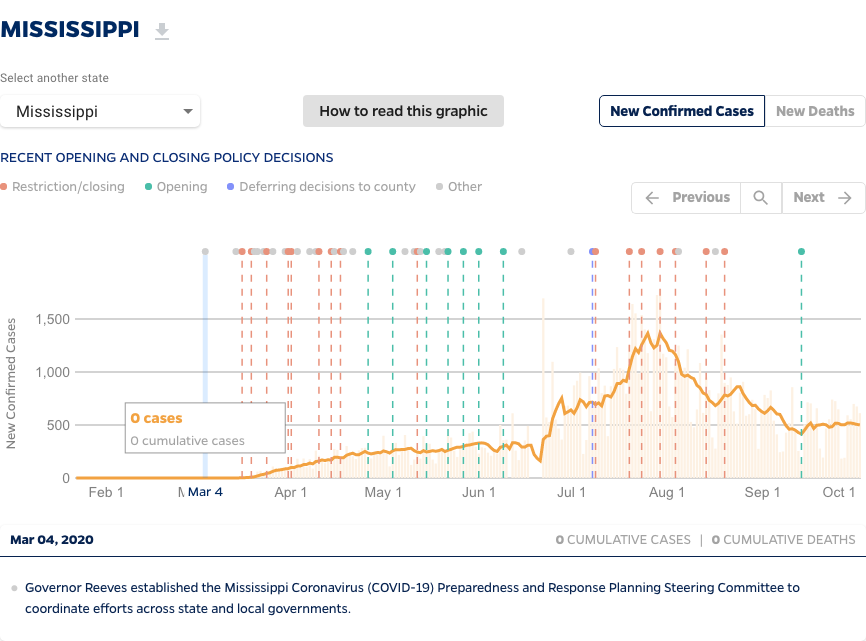 MISSISSIPPI
Select another state
Mississippi
How to read this graphic
New Confirmed Cases
New Deaths
RECENT OPENING AND CLOSING POLICY DECISIONS
Restriction/closing
Opening
Deferring decisions to county
Other
Previous
Next
New Confirmed Cases
1,500
1,000
500
0
0 cases
0 cumulative cases
Feb 1
M
Mar 4
Apr 1
May 1
Jun 1
Jul 1
Aug 1
Sep 1
Oct 1
Mar 04, 2020
0 CUMULATIVE CASES | 0 CUMULATIVE DEATHS
Governor Reeves established the Mississippi Coronavirus (COVID-19) Preparedness and Response Planning Steering Committee to
coordinate efforts across state and local governments.